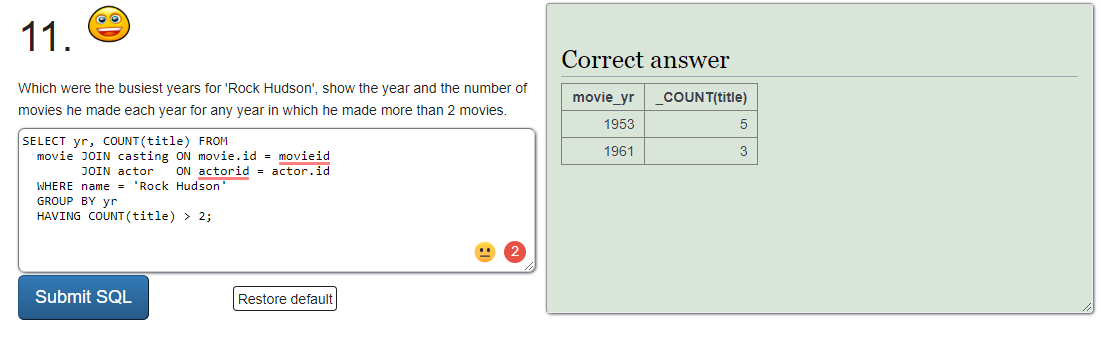 11.
Which were the busiest years for 'Rock Hudson', show the year and the number of
movies he made each year for any year in which he made more than 2 movies.
SELECT yr, COUNT(title) FROM
movie JOIN casting ON movie.id = movieid
JOIN actor ON actorid = actor.id
WHERE name = 'Rock Hudson'
GROUP BY yr
HAVING COUNT(title) > 2;
2
Submit SQL
Restore default
Correct answer
movie_yr _COUNT(title)
1953 5
1961 3